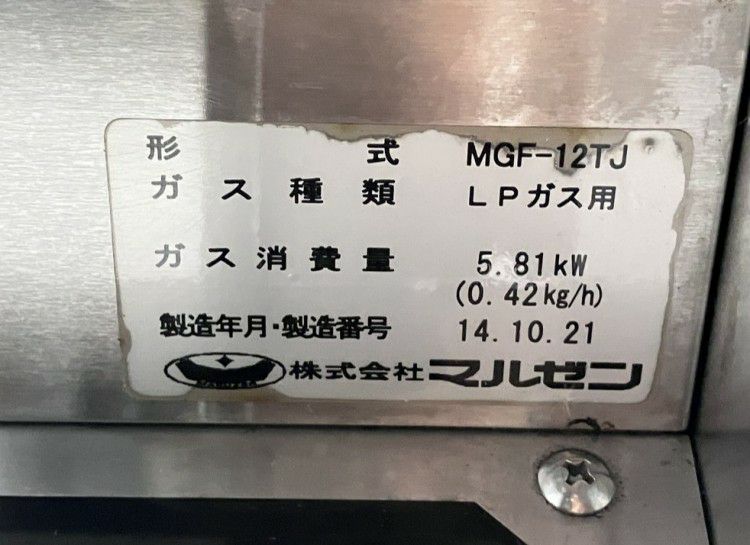 形式 MGF-12TJ
ガス種類 LPガス用
ガス消費量 5.81kW
(0.42kg/h)
製造年月・製造番号 14.10.21
株式会社マルゼン